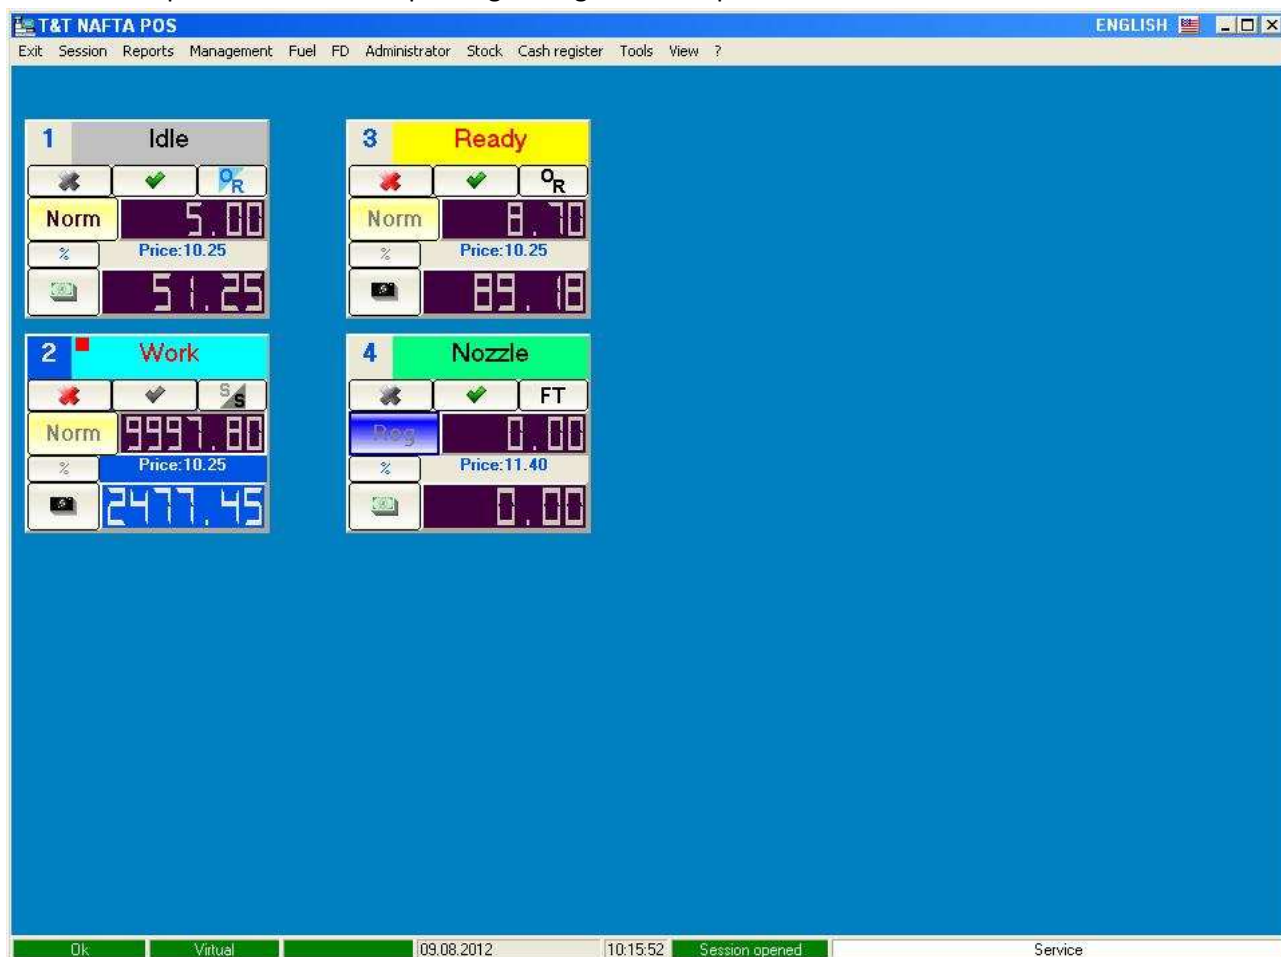 T&T NAFTA POS ENGLISH
Exit Session Reports Management Fuel FD Administrator Stock Cash register Tools View ?
1 Idle
O/R
Norm 5.00
% Price:10.25
51.25
3 Ready
OR
Norm 8.70
% Price:10.25
89.18
2 Work
S/S
Norm 9997.80
% Price:10.25
2477.45
4 Nozzle
FT
Reg 0.00
% Price:11.40
0.00
Ok Virtual 09.08.2012 10:15:52 Session opened Service